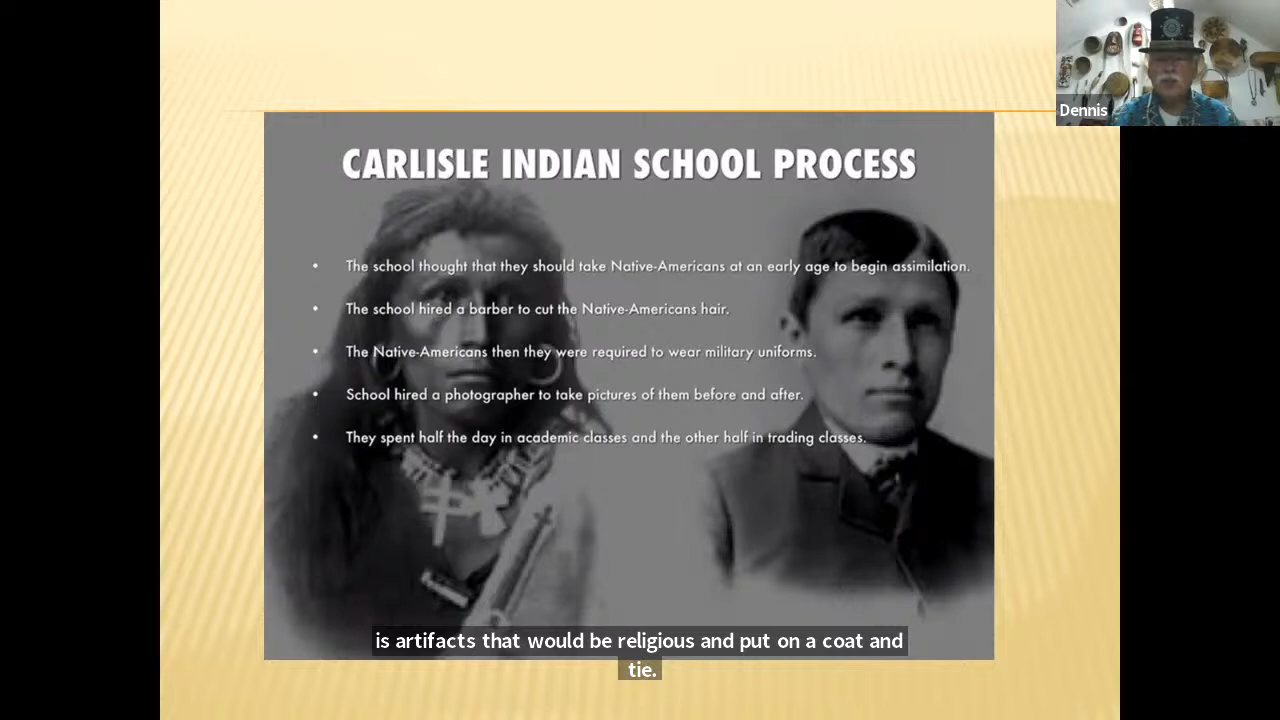 Dennis
CARLISLE INDIAN SCHOOL PROCESS
• The school thought that they should take Native-Americans at an early age to begin assimilation.
• The school hired a barber to cut the Native-Americans hair.
• The Native-Americans then they were required to wear military uniforms.
• School hired a photographer to take pictures of them before and after.
• They spent half the day in academic classes and the other half in trading classes.
is artifacts that would be religious and put on a coat and
tie.